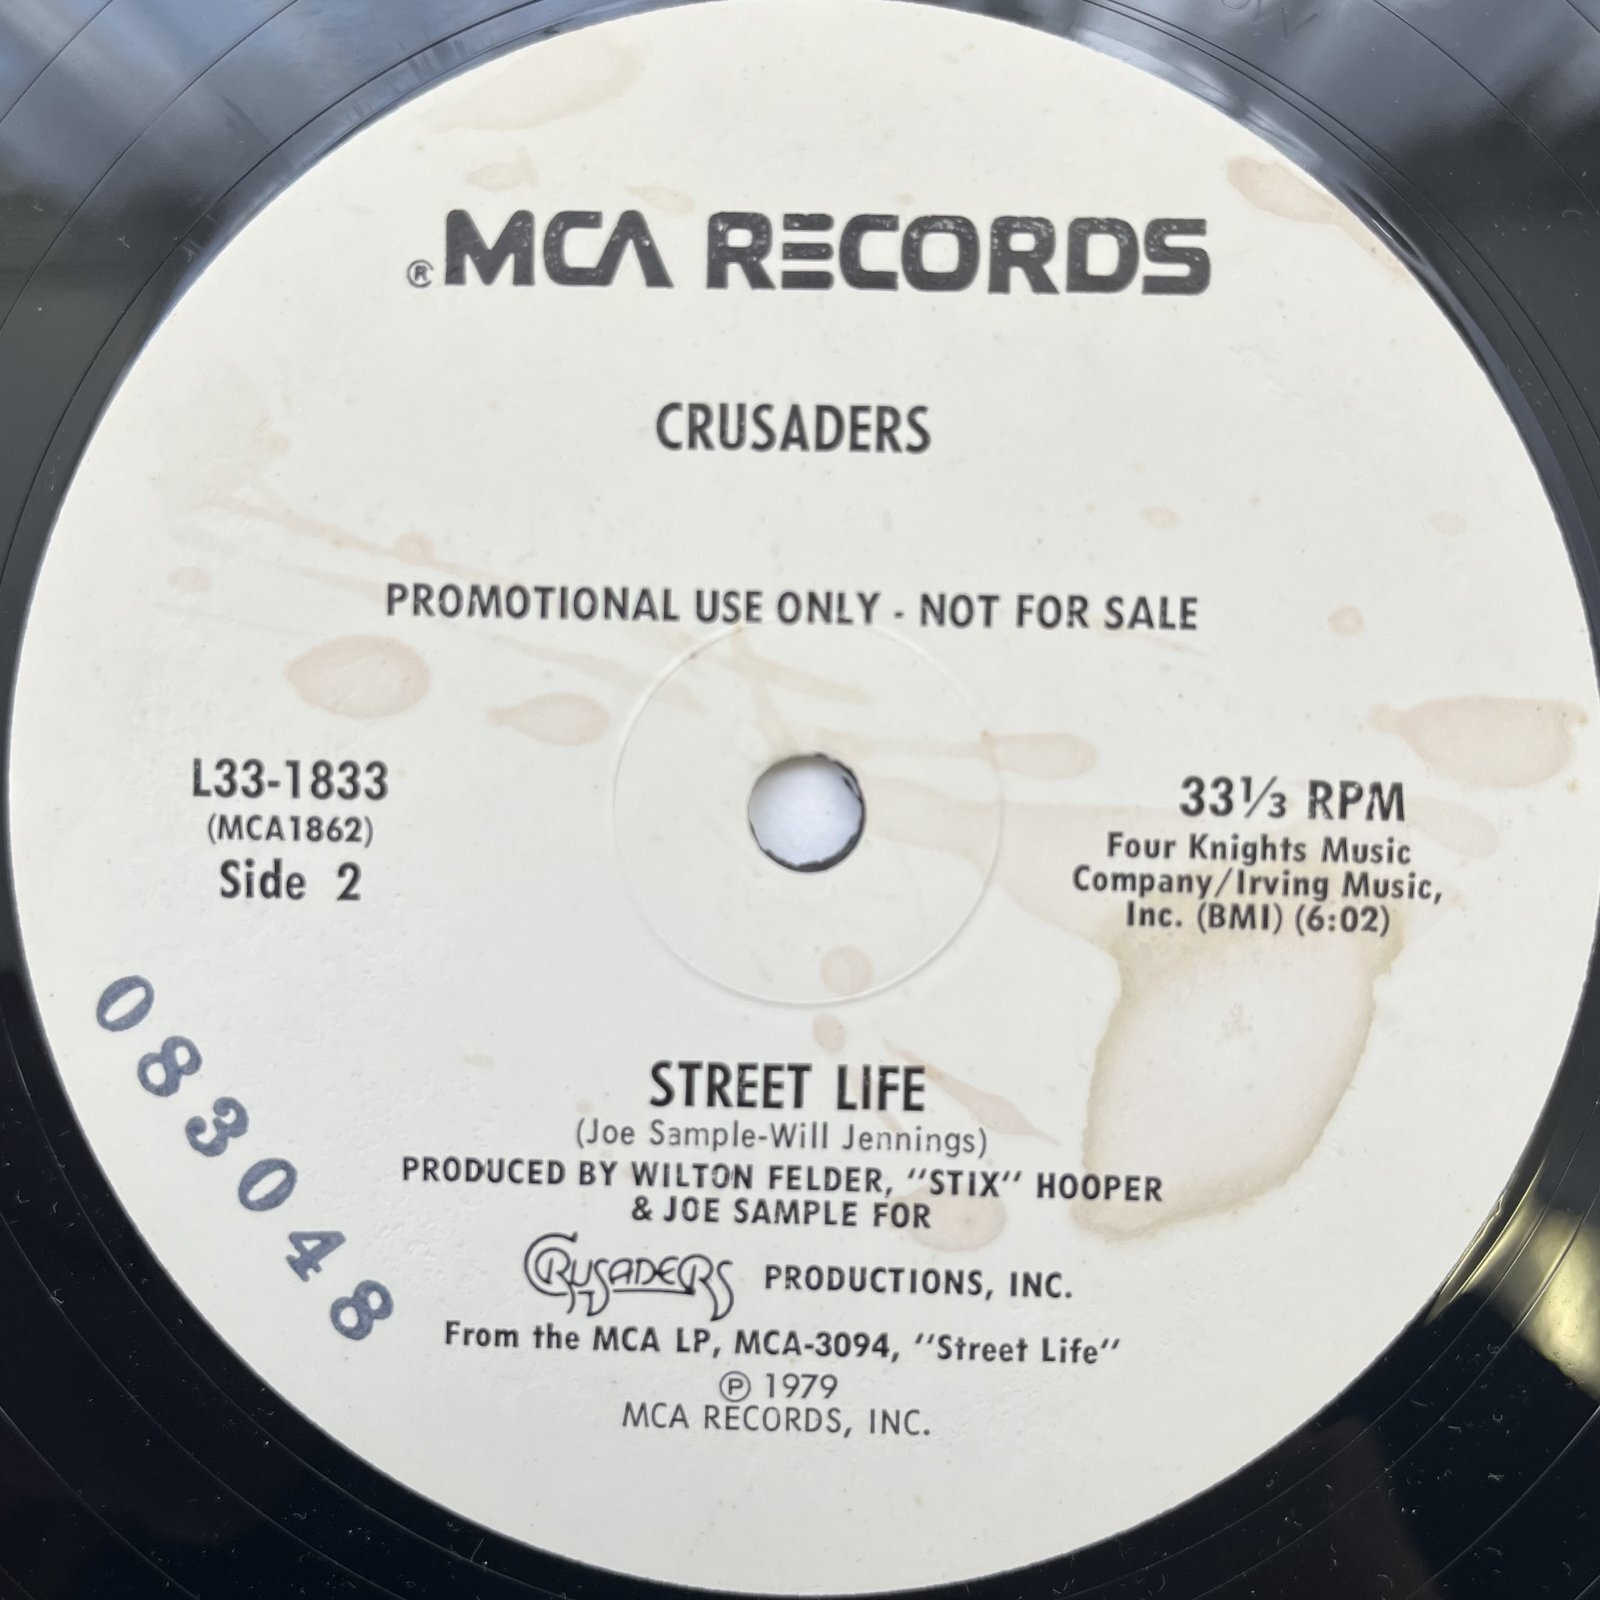 ® MCA RECORDS
CRUSADERS
PROMOTIONAL USE ONLY - NOT FOR SALE
L33-1833
(MCA1862)
Side 2
33⅓ RPM
Four Knights Music
Company/Irving Music,
Inc. (BMI) (6:02)
083048
STREET LIFE
(Joe Sample-Will Jennings)
PRODUCED BY WILTON FELDER, "STIX" HOOPER
& JOE SAMPLE FOR
CRUSADERS PRODUCTIONS, INC.
From the MCA LP, MCA-3094, "Street Life"
Ⓟ 1979
MCA RECORDS, INC.